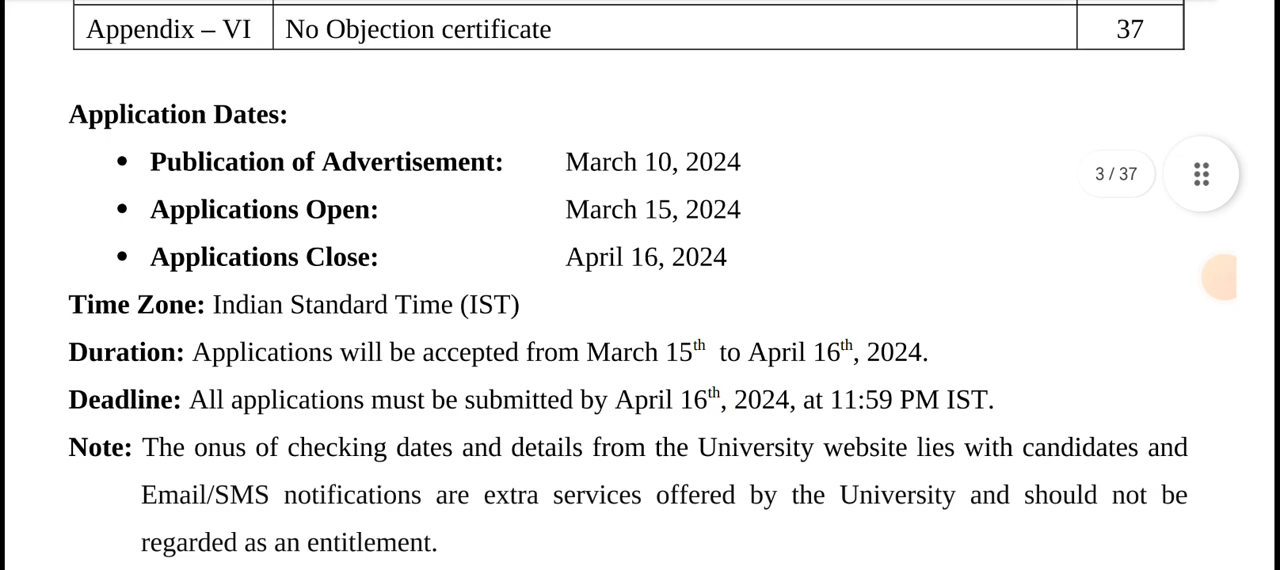 Appendix – VI No Objection certificate 37
Application Dates:
• Publication of Advertisement: March 10, 2024
• Applications Open: March 15, 2024
3 / 37
• Applications Close: April 16, 2024
Time Zone: Indian Standard Time (IST)
Duration: Applications will be accepted from March 15th to April 16th, 2024.
Deadline: All applications must be submitted by April 16th, 2024, at 11:59 PM IST.
Note: The onus of checking dates and details from the University website lies with candidates and
Email/SMS notifications are extra services offered by the University and should not be
regarded as an entitlement.